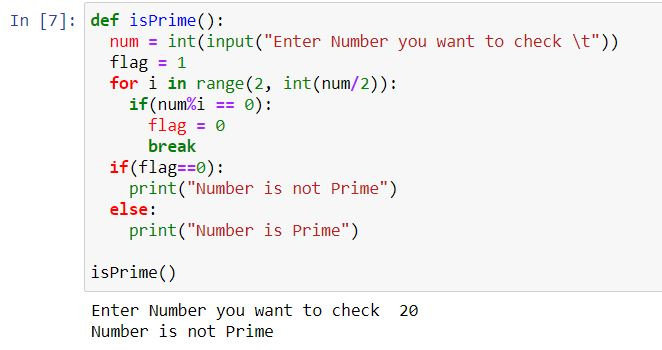 In [7]: def isPrime():
  num = int(input("Enter Number you want to check \t"))
  flag = 1
  for i in range(2, int(num/2)):
    if(num%i == 0):
      flag = 0
      break
  if(flag==0):
    print("Number is not Prime")
  else:
    print("Number is Prime")
isPrime()
Enter Number you want to check  20
Number is not Prime